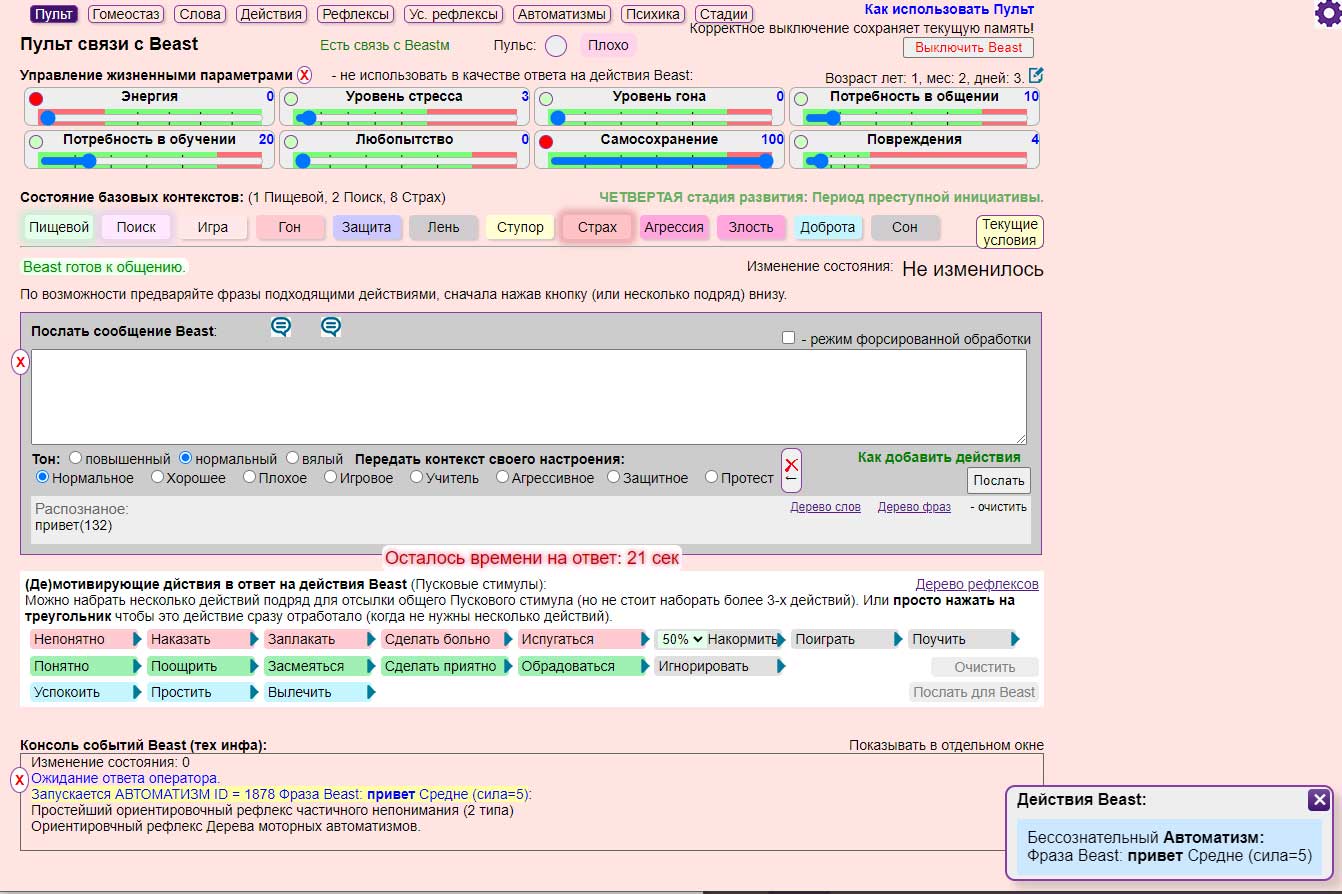 Пульт Гомеостаз Слова Действия Рефлексы Ус. рефлексы Автоматизмы Психика Стадии
Как использовать Пульт
Корректное выключение сохраняет текущую память!
Пульт связи с Beast Есть связь с Beastм Пульс: Плохо Выключить Beast
Управление жизненными параметрами X - не использовать в качестве ответа на действия Beast: Возраст лет: 1, мес: 2, дней: 3.
Энергия 0 Уровень стресса 3 Уровень гона 0 Потребность в общении 10
Потребность в обучении 20 Любопытство 0 Самосохранение 100 Повреждения 4
Состояние базовых контекстов: (1 Пищевой, 2 Поиск, 8 Страх) ЧЕТВЕРТАЯ стадия развития: Период преступной инициативы.
Пищевой Поиск Игра Гон Защита Лень Ступор Страх Агрессия Злость Доброта Сон Текущие
условия
Beast готов к общению. Изменение состояния: Не изменилось
По возможности предваряйте фразы подходящими действиями, сначала нажав кнопку (или несколько подряд) внизу.
Послать сообщение Beast:
- режим форсированной обработки
X
Тон: повышенный нормальный вялый Передать контекст своего настроения: X Как добавить действия
Нормальное Хорошее Плохое Игровое Учитель Агрессивное Защитное Протест ← Послать
Распознаное: Дерево слов Дерево фраз - очистить
привет(132)
Осталось времени на ответ: 21 сек
(Де)мотивирующие дйствия в ответ на действия Beast (Пусковые стимулы): Дерево рефлексов
Можно набрать несколько действий подряд для отсылки общего Пускового стимула (но не стоит наборать более 3-х действий). Или просто нажать на
треугольник чтобы это действие сразу отработало (когда не нужны несколько действий).
Непонятно Наказать Заплакать Сделать больно Испугаться 50% Накормить Поиграть Поучить
Понятно Поощрить Засмеяться Сделать приятно Обрадоваться Игнорировать Очистить
Успокоить Простить Вылечить Послать для Beast
Консоль событий Beast (тех инфа): Показывать в отдельном окне
Изменение состояния: 0
X Ожидание ответа оператора.
Запускается АВТОМАТИЗМ ID = 1878 Фраза Beast: привет Средне (сила=5):
Простейший ориентировочный рефлекс частичного непонимания (2 типа)
Ориентировчный рефлекс Дерева моторных автоматизмов.
Действия Beast: X
Бессознательный Автоматизм:
Фраза Beast: привет Средне (сила=5)